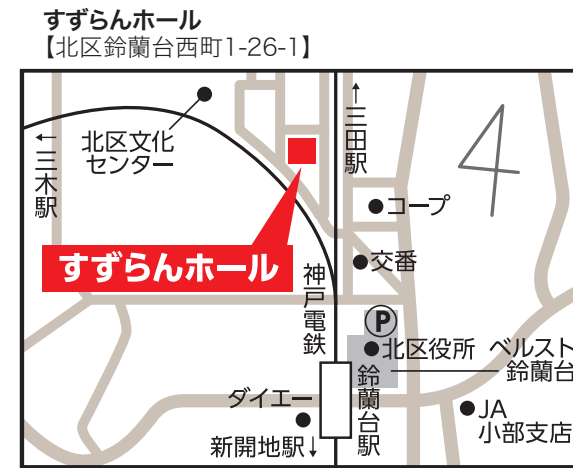 すずらんホール
【北区鈴蘭台西町1-26-1】
北区文化
センター
←三木駅
←三田駅
コープ
すずらんホール
交番
神戸電鉄
P
北区役所
ベルスト
鈴蘭台
鈴蘭台駅
ダイエー
新開地駅↓
JA
小部支店